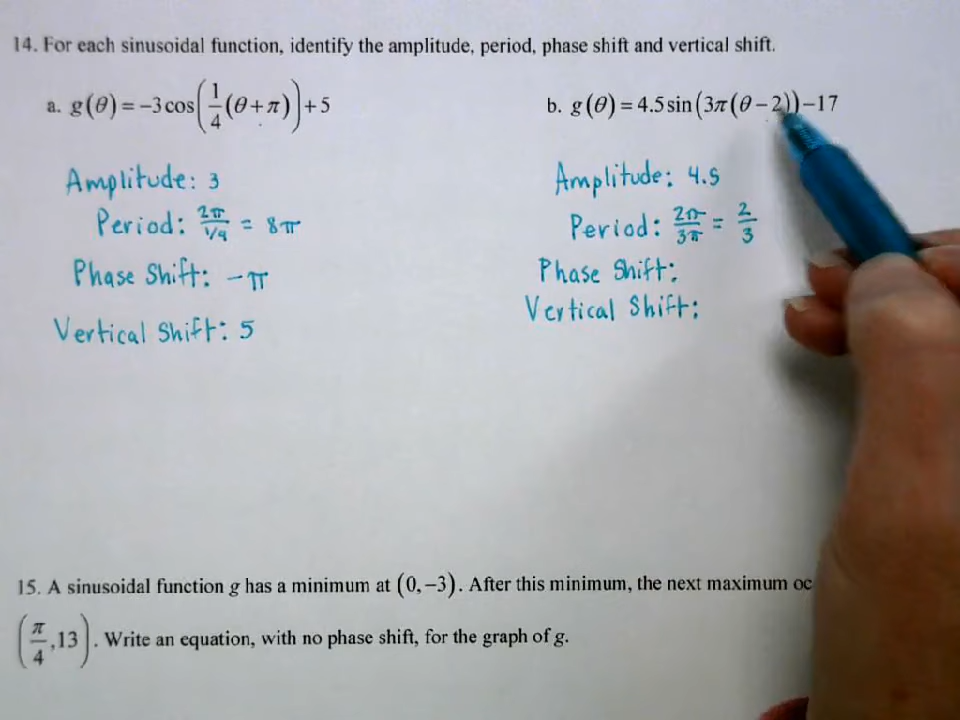 14. For each sinusoidal function, identify the amplitude, period, phase shift and vertical shift.
a. g(θ) = −3cos(1/4(θ+π))+5
b. g(θ) = 4.5sin(3π(θ−2))−17
Amplitude: 3
Period: 2π/1/4 = 8π
Phase Shift: −π
Vertical Shift: 5
Amplitude: 4.5
Period: 2π/3π = 2/3
Phase Shift:
Vertical Shift:
15. A sinusoidal function g has a minimum at (0,−3). After this minimum, the next maximum oc
(π/4,13). Write an equation, with no phase shift, for the graph of g.